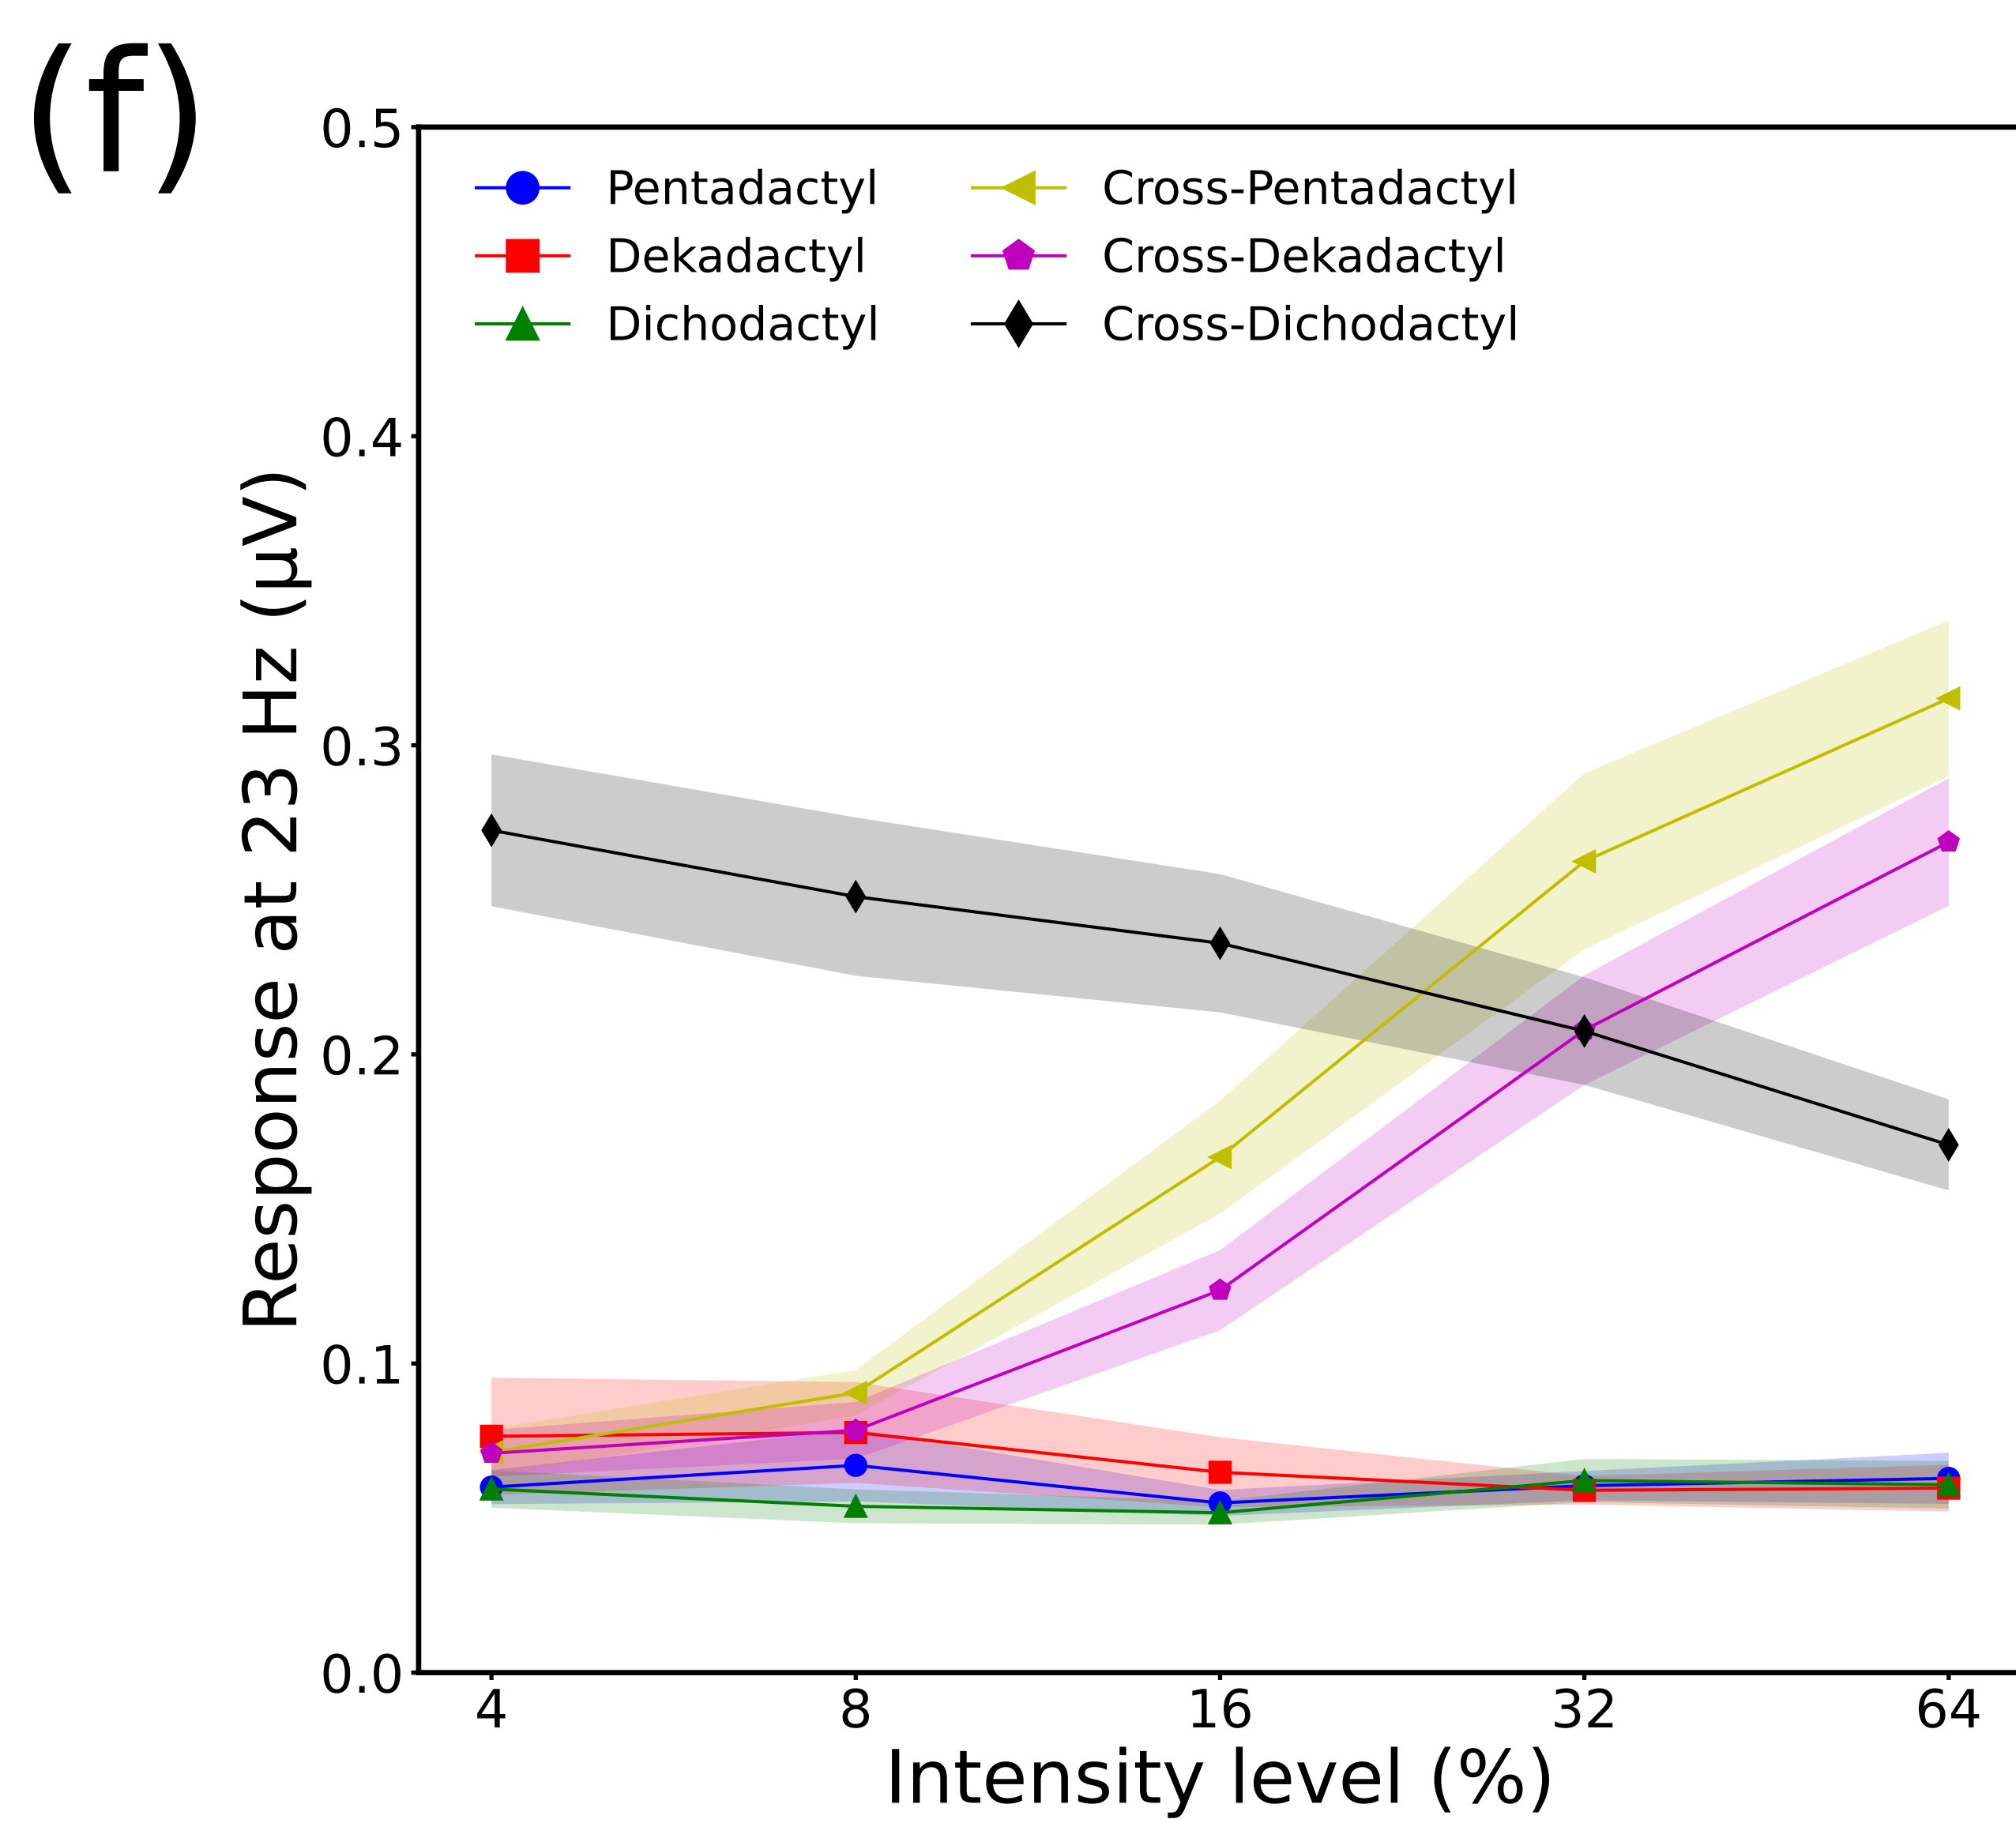 (f)
0.5
Pentadactyl
Dekadactyl
Dichodactyl
Cross-Pentadactyl
Cross-Dekadactyl
Cross-Dichodactyl
0.4
0.3
0.2
0.1
0.0
Response at 23 Hz (µV)
4 8 16 32 64
Intensity level (%)